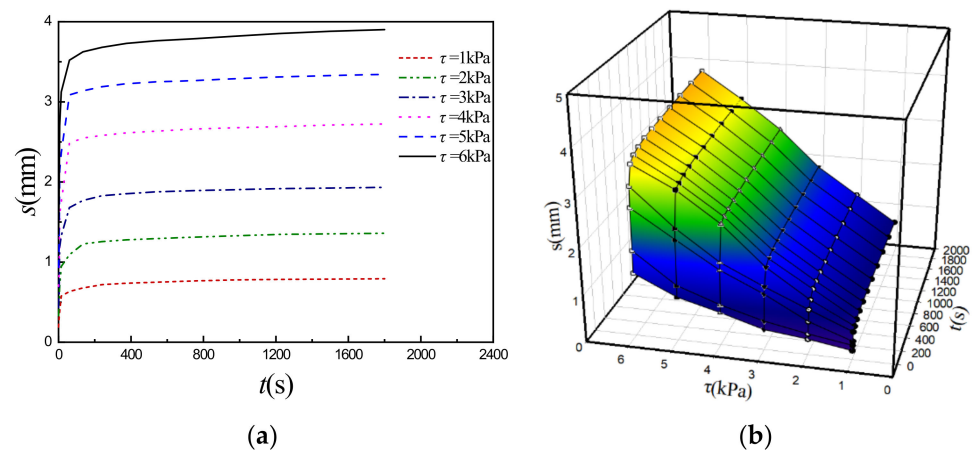 4
3
2
1
0
s(mm)
τ =1kPa
τ =2kPa
τ =3kPa
τ =4kPa
τ =5kPa
τ =6kPa
0 400 800 1200 1600 2000 2400
t(s)
(a)
5
4
3
2
1
0
s(mm)
6 5 4 3 2 1 0
τ(kPa)
2000
1800
1600
1400
1200
1000
800
600
400
200
0
t(s)
(b)